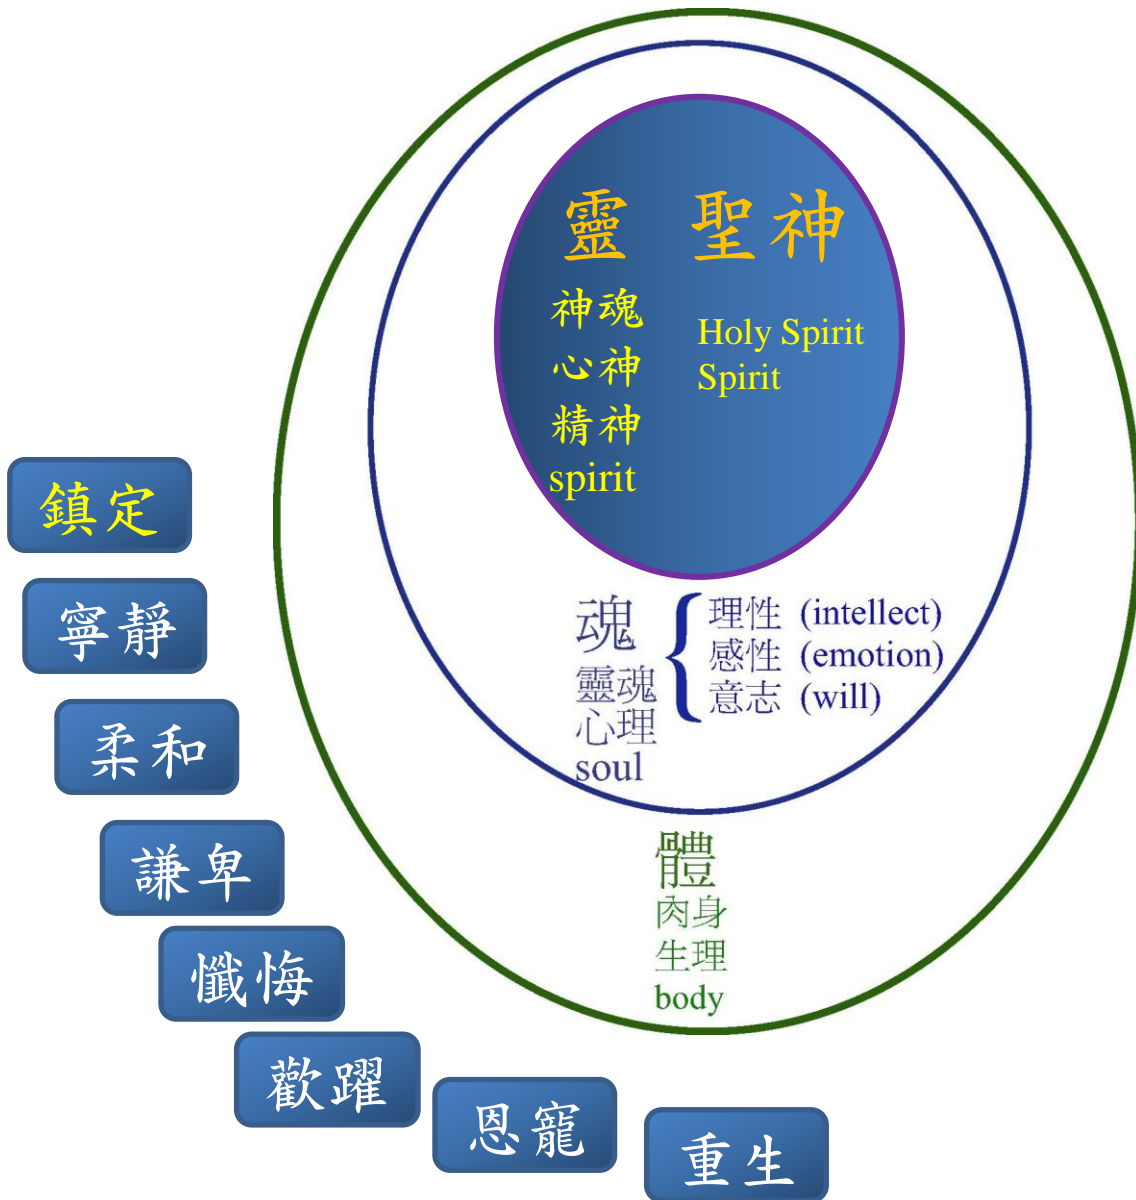 靈 聖神
神魂
心神
精神
spirit
Holy Spirit
Spirit
魂
靈魂
心理
soul
理性 (intellect)
感性 (emotion)
意志 (will)
體
肉身
生理
body
鎮定
寧靜
柔和
謙卑
懺悔
歡躍
恩寵
重生